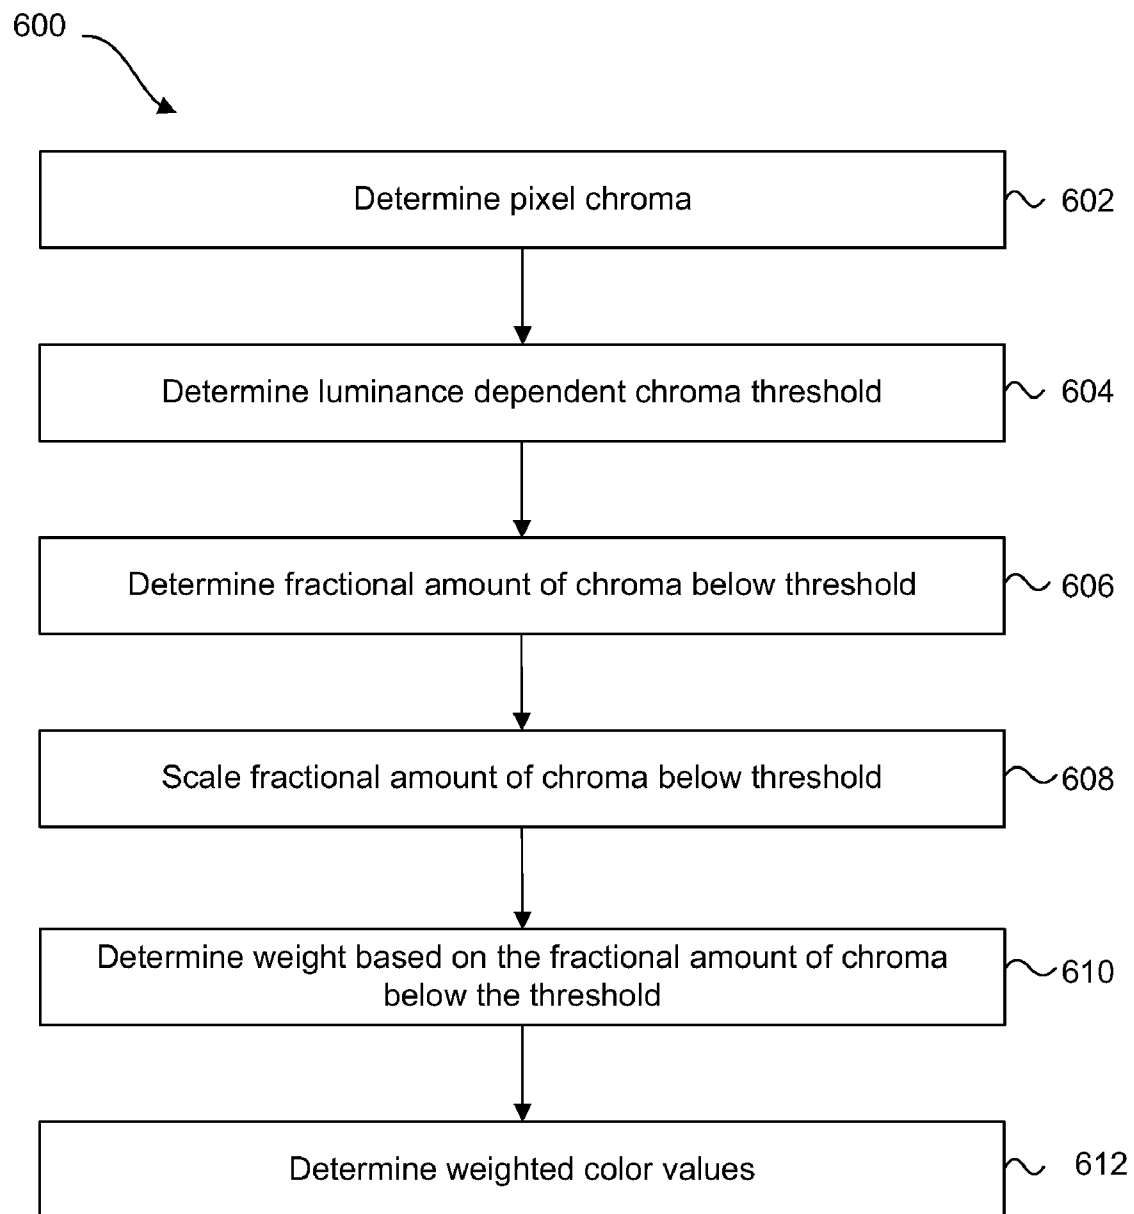 600
Determine pixel chroma
602
Determine luminance dependent chroma threshold
604
Determine fractional amount of chroma below threshold
606
Scale fractional amount of chroma below threshold
608
Determine weight based on the fractional amount of chroma
below the threshold
610
Determine weighted color values
612